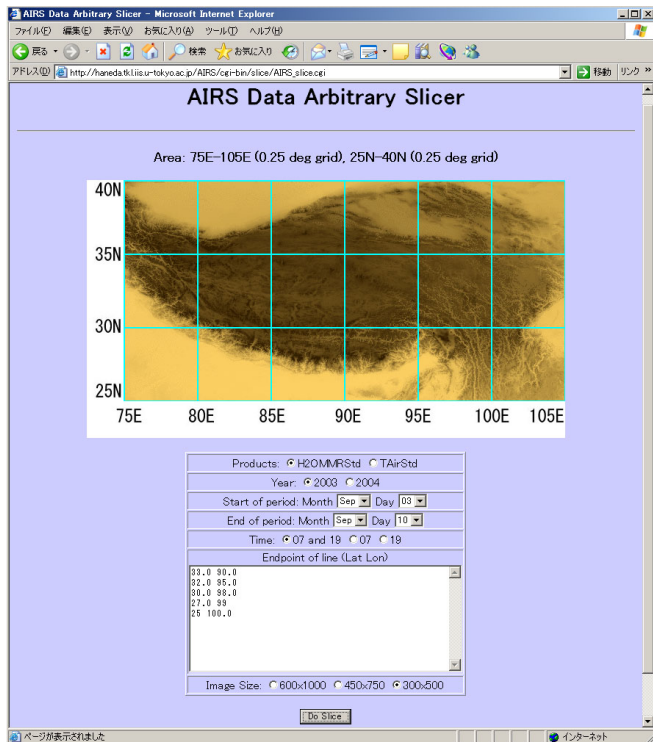 AIRS Data Arbitrary Slicer - Microsoft Internet Explorer
ファイル(F) 編集(E) 表示(V) お気に入り(A) ツール(T) ヘルプ(H)
戻る 検索 お気に入り
アドレス(D) http://haneda.tkl.iis.u-tokyo.ac.jp/AIRS/cgi-bin/slice/AIRS_slice.cgi 移動 リンク »
AIRS Data Arbitrary Slicer
Area: 75E-105E (0.25 deg grid), 25N-40N (0.25 deg grid)
40N
35N
30N
25N
75E 80E 85E 90E 95E 100E 105E
Products: H2OMMRStd TAirStd
Year: 2003 2004
Start of period: Month Sep Day 03
End of period: Month Sep Day 10
Time: 07 and 19 07 19
Endpoint of line (Lat Lon)
33.0 90.0
32.0 95.0
30.0 98.0
27.0 99
25 100.0
Image Size: 600x1000 450x750 300x500
Do Slice
ページが表示されました インターネット